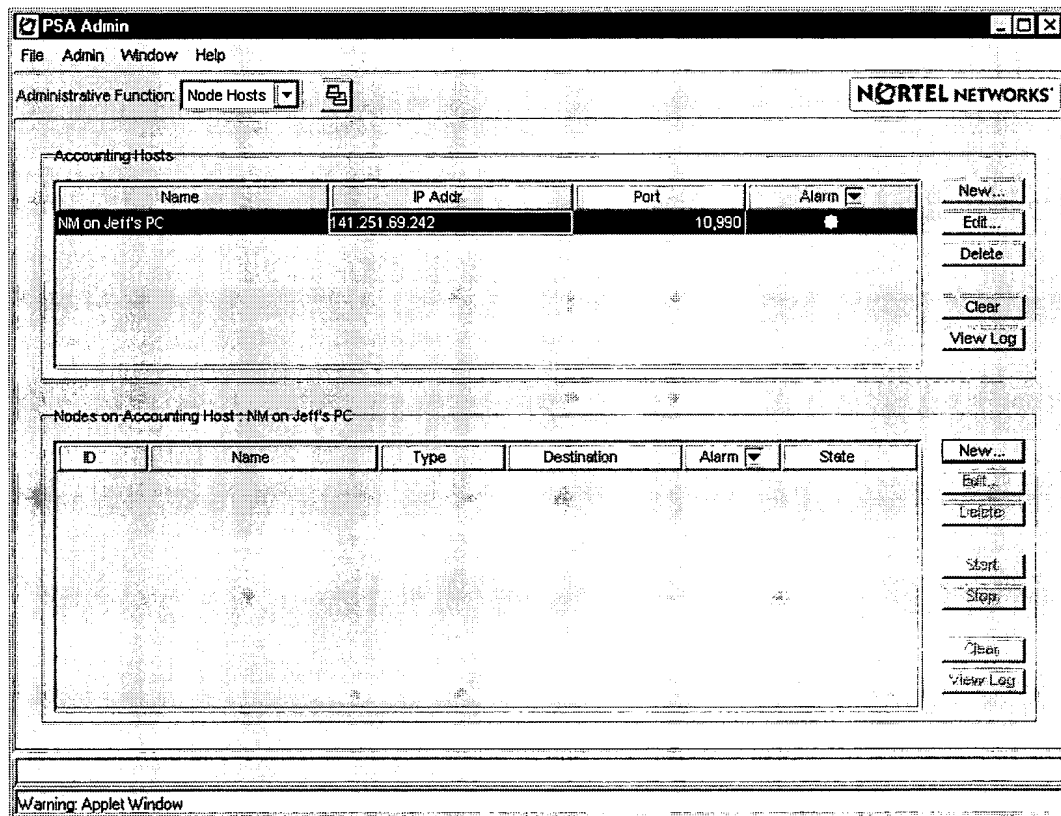 PSA Admin
File Admin Window Help
Administrative Function: Node Hosts
NORTEL NETWORKS
Accounting Hosts
Name IP Addr. Port Alarm
NM on Jeff's PC 141.251.69.242 10,990
New...
Edit...
Delete
Clear
View Log
Nodes on Accounting Host : NM on Jeff's PC
ID Name Type Destination Alarm State
New...
Edit...
Delete
Start
Stop
Clear
View Log
Warning: Applet Window